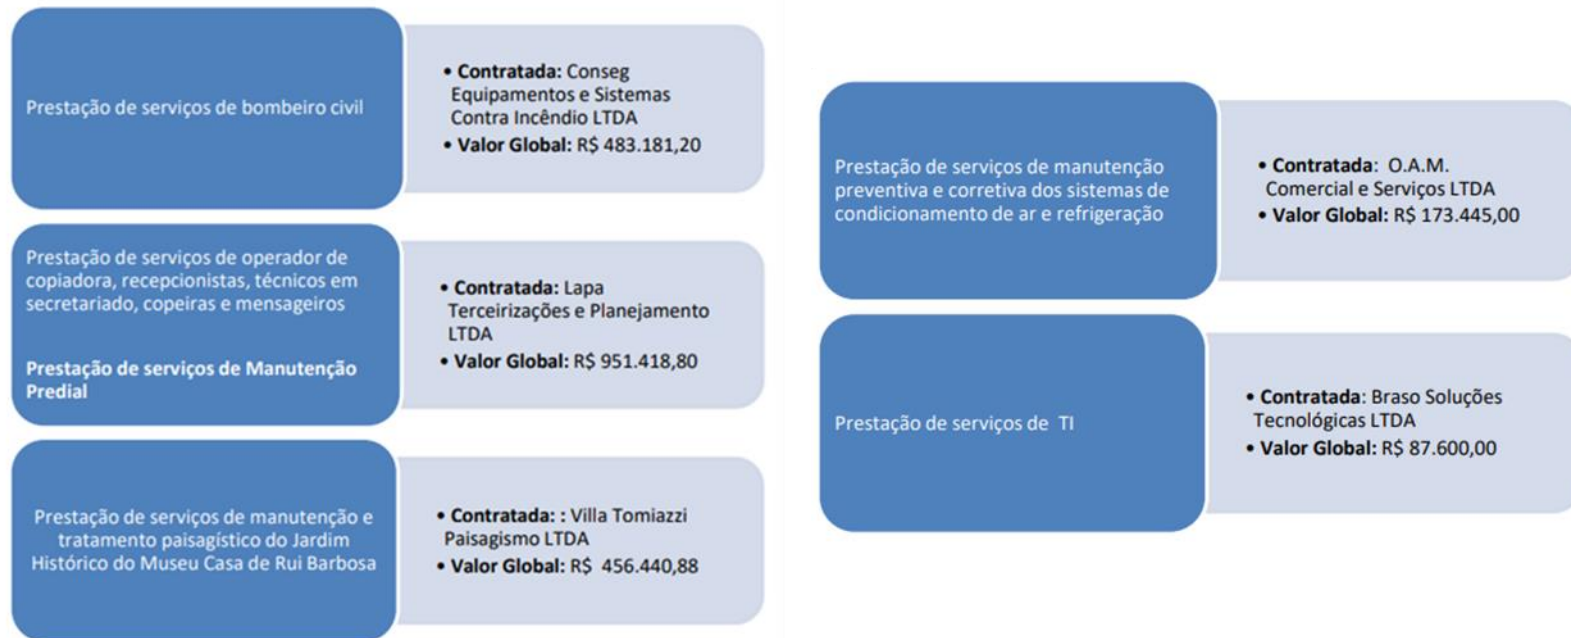 Prestação de serviços de bombeiro civil
• Contratada: Conseg
Equipamentos e Sistemas
Contra Incêndio LTDA
• Valor Global: R$ 483.181,20
Prestação de serviços de operador de
copiadora, recepcionistas, técnicos em
secretariado, copeiras e mensageiros
Prestação de serviços de Manutenção
Predial
• Contratada: Lapa
Terceirizações e Planejamento
LTDA
• Valor Global: R$ 951.418,80
Prestação de serviços de manutenção e
tratamento paisagístico do Jardim
Histórico do Museu Casa de Rui Barbosa
• Contratada: : Villa Tomiazzi
Paisagismo LTDA
• Valor Global: R$ 456.440,88
Prestação de serviços de manutenção
preventiva e corretiva dos sistemas de
condicionamento de ar e refrigeração
• Contratada: O.A.M.
Comercial e Serviços LTDA
• Valor Global: R$ 173.445,00
Prestação de serviços de TI
• Contratada: Braso Soluções
Tecnológicas LTDA
• Valor Global: R$ 87.600,00